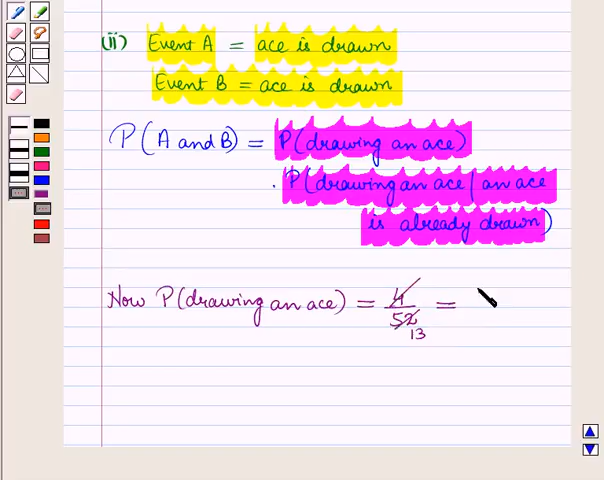 (ii) Event A = ace is drawn
Event B = ace is drawn
P(A and B) = P(drawing an ace)
. P(drawing an ace | an ace
is already drawn)
Now P(drawing an ace) = 4/52 =
13